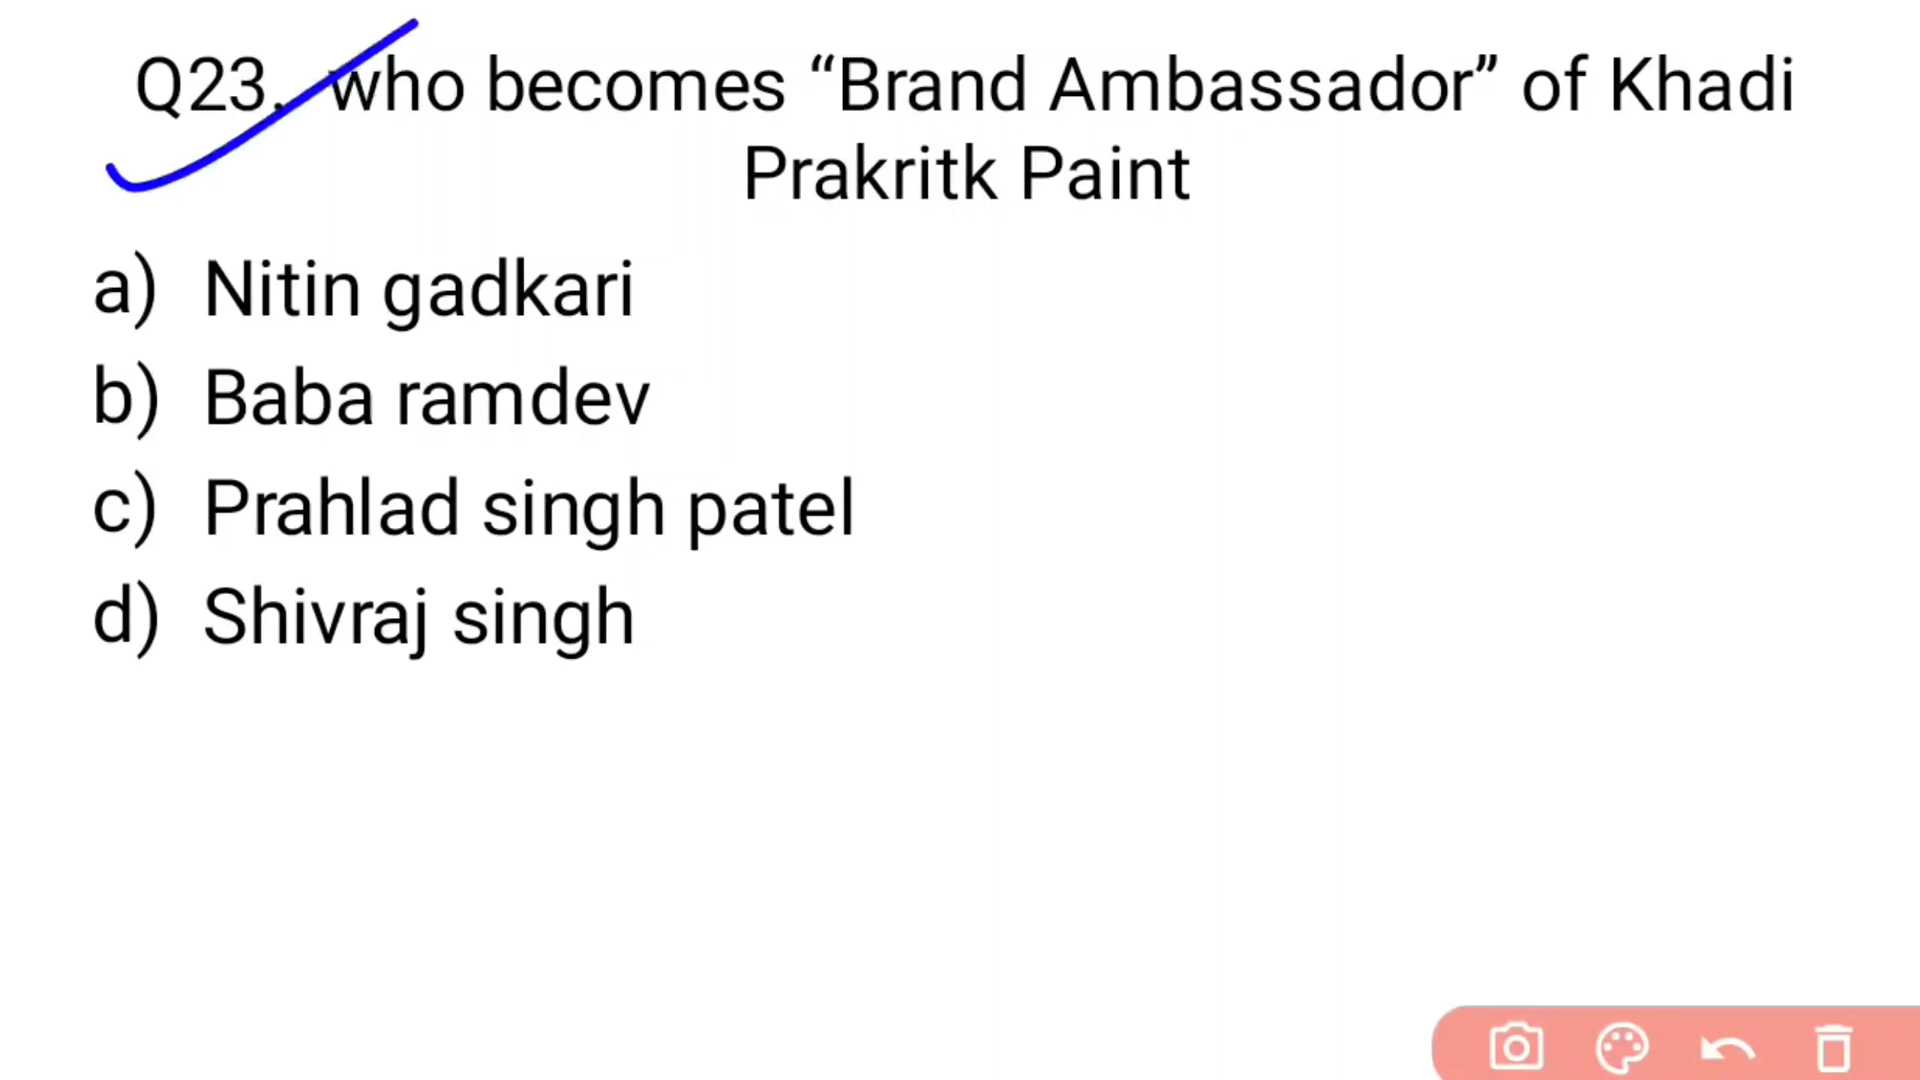 Q23. who becomes “Brand Ambassador” of Khadi
Prakritk Paint
a) Nitin gadkari
b) Baba ramdev
c) Prahlad singh patel
d) Shivraj singh